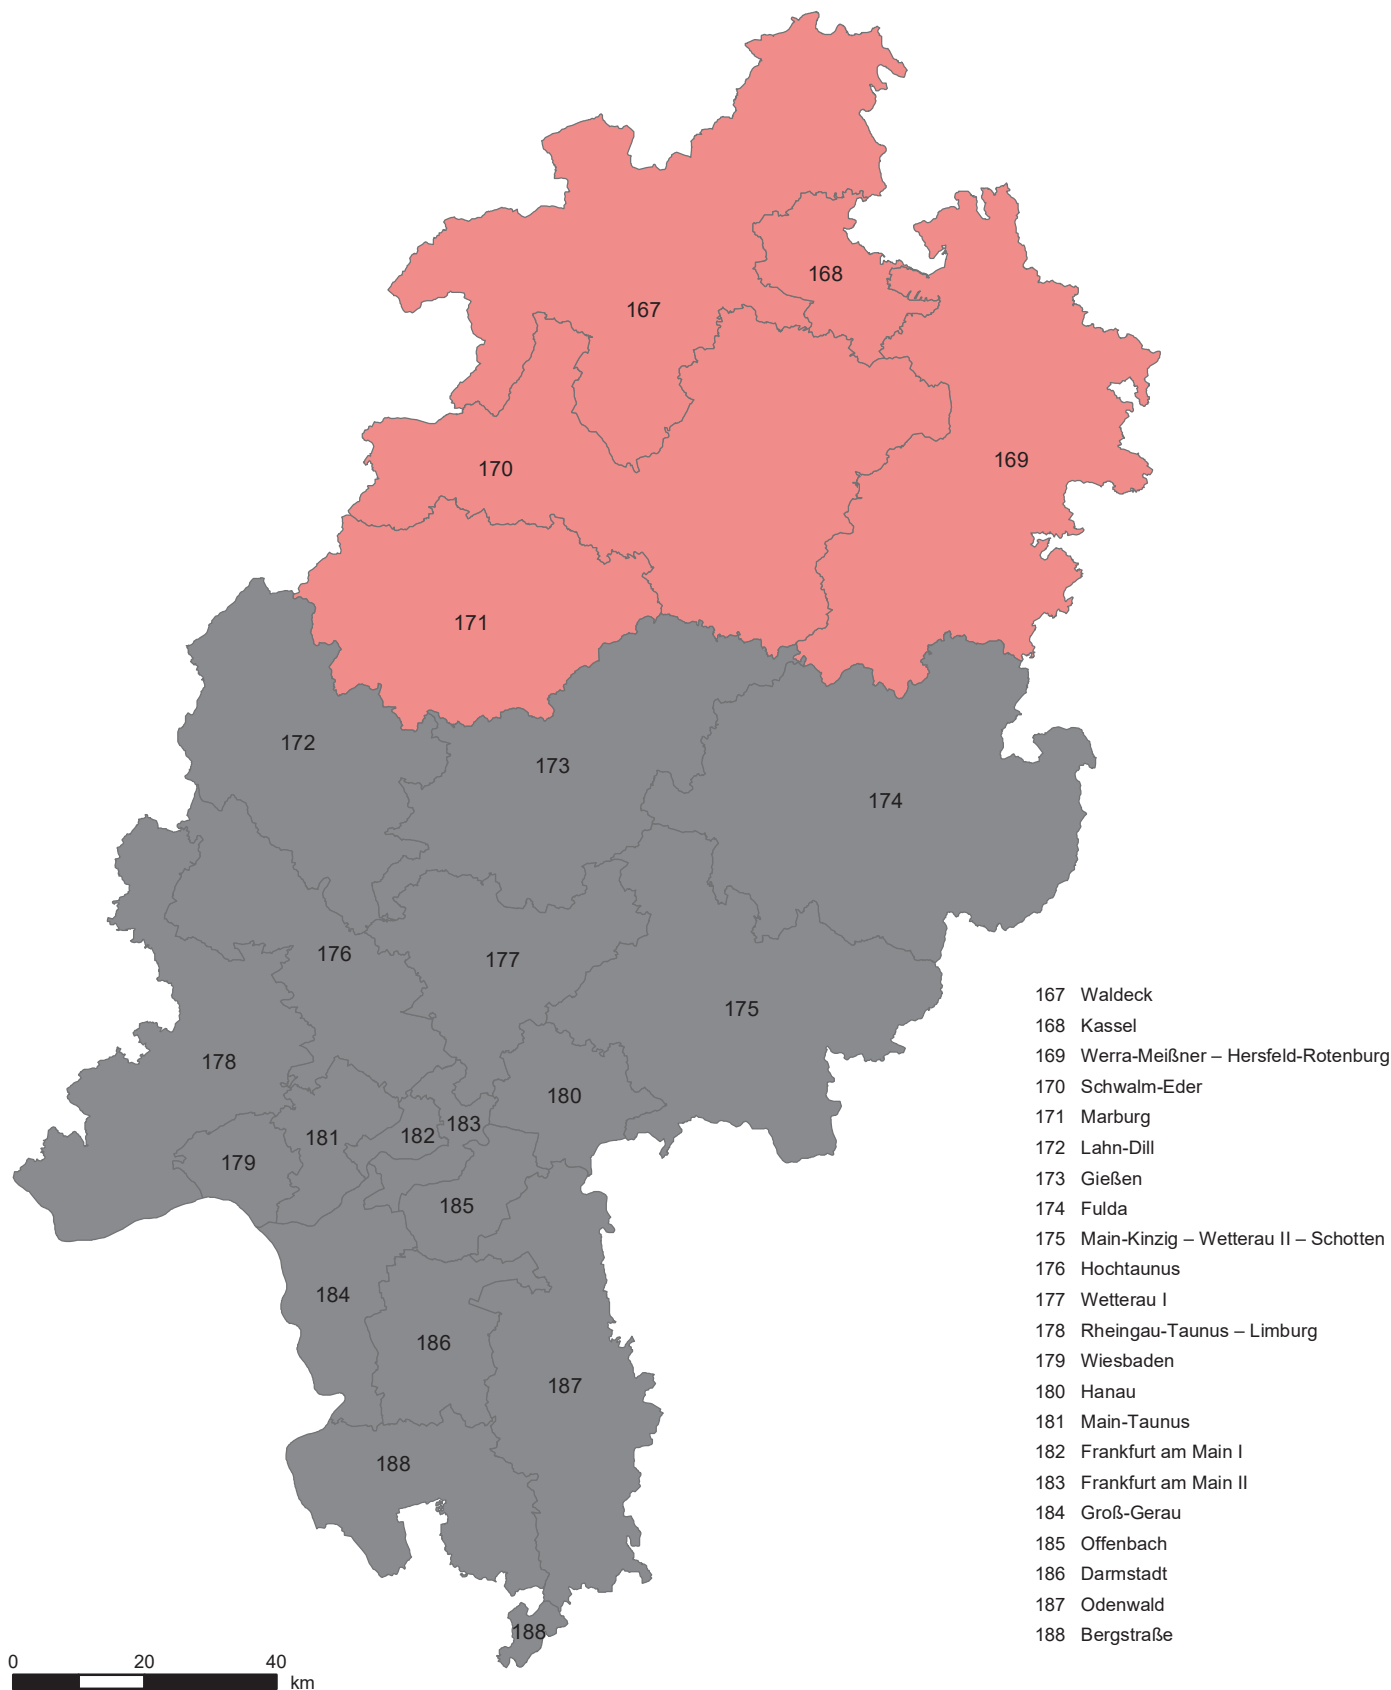 168
167
169
170
171
172
173
174
176
177
175
178
180
183
182
181
179
185
184
186
187
188
188
167 Waldeck
168 Kassel
169 Werra-Meißner – Hersfeld-Rotenburg
170 Schwalm-Eder
171 Marburg
172 Lahn-Dill
173 Gießen
174 Fulda
175 Main-Kinzig – Wetterau II – Schotten
176 Hochtaunus
177 Wetterau I
178 Rheingau-Taunus – Limburg
179 Wiesbaden
180 Hanau
181 Main-Taunus
182 Frankfurt am Main I
183 Frankfurt am Main II
184 Groß-Gerau
185 Offenbach
186 Darmstadt
187 Odenwald
188 Bergstraße
0 20 40
km